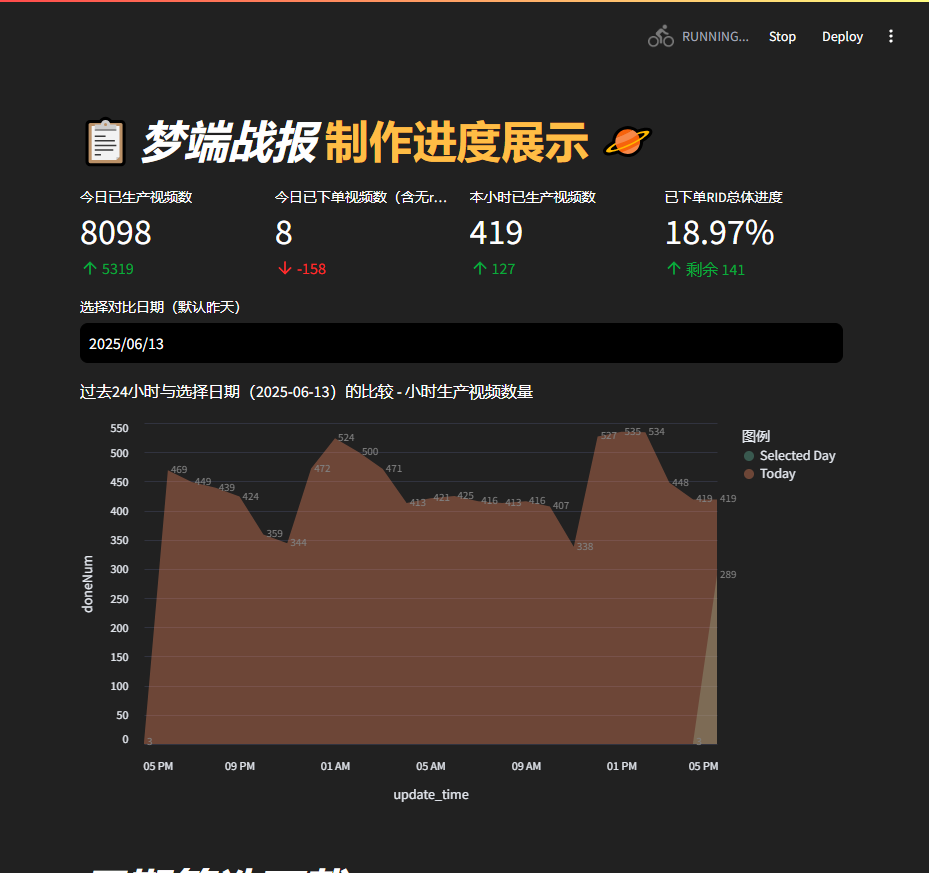 RUNNING... Stop Deploy
梦端战报 制作进度展示
今日已生产视频数 今日已下单视频数（含无r... 本小时已生产视频数 已下单RID总体进度
8098 8 419 18.97%
5319 -158 127 剩余 141
选择对比日期（默认昨天）
2025/06/13
过去24小时与选择日期（2025-06-13）的比较 - 小时生产视频数量
图例
Selected Day
Today
doneNum
550
500
450
400
350
300
250
200
150
100
50
0
3 469 449 439 424 359 344 472 524 500 471 413 421 425 416 413 416 407 338 527 535 534 448 419 419
289
05 PM 09 PM 01 AM 05 AM 09 AM 01 PM 05 PM
update_time